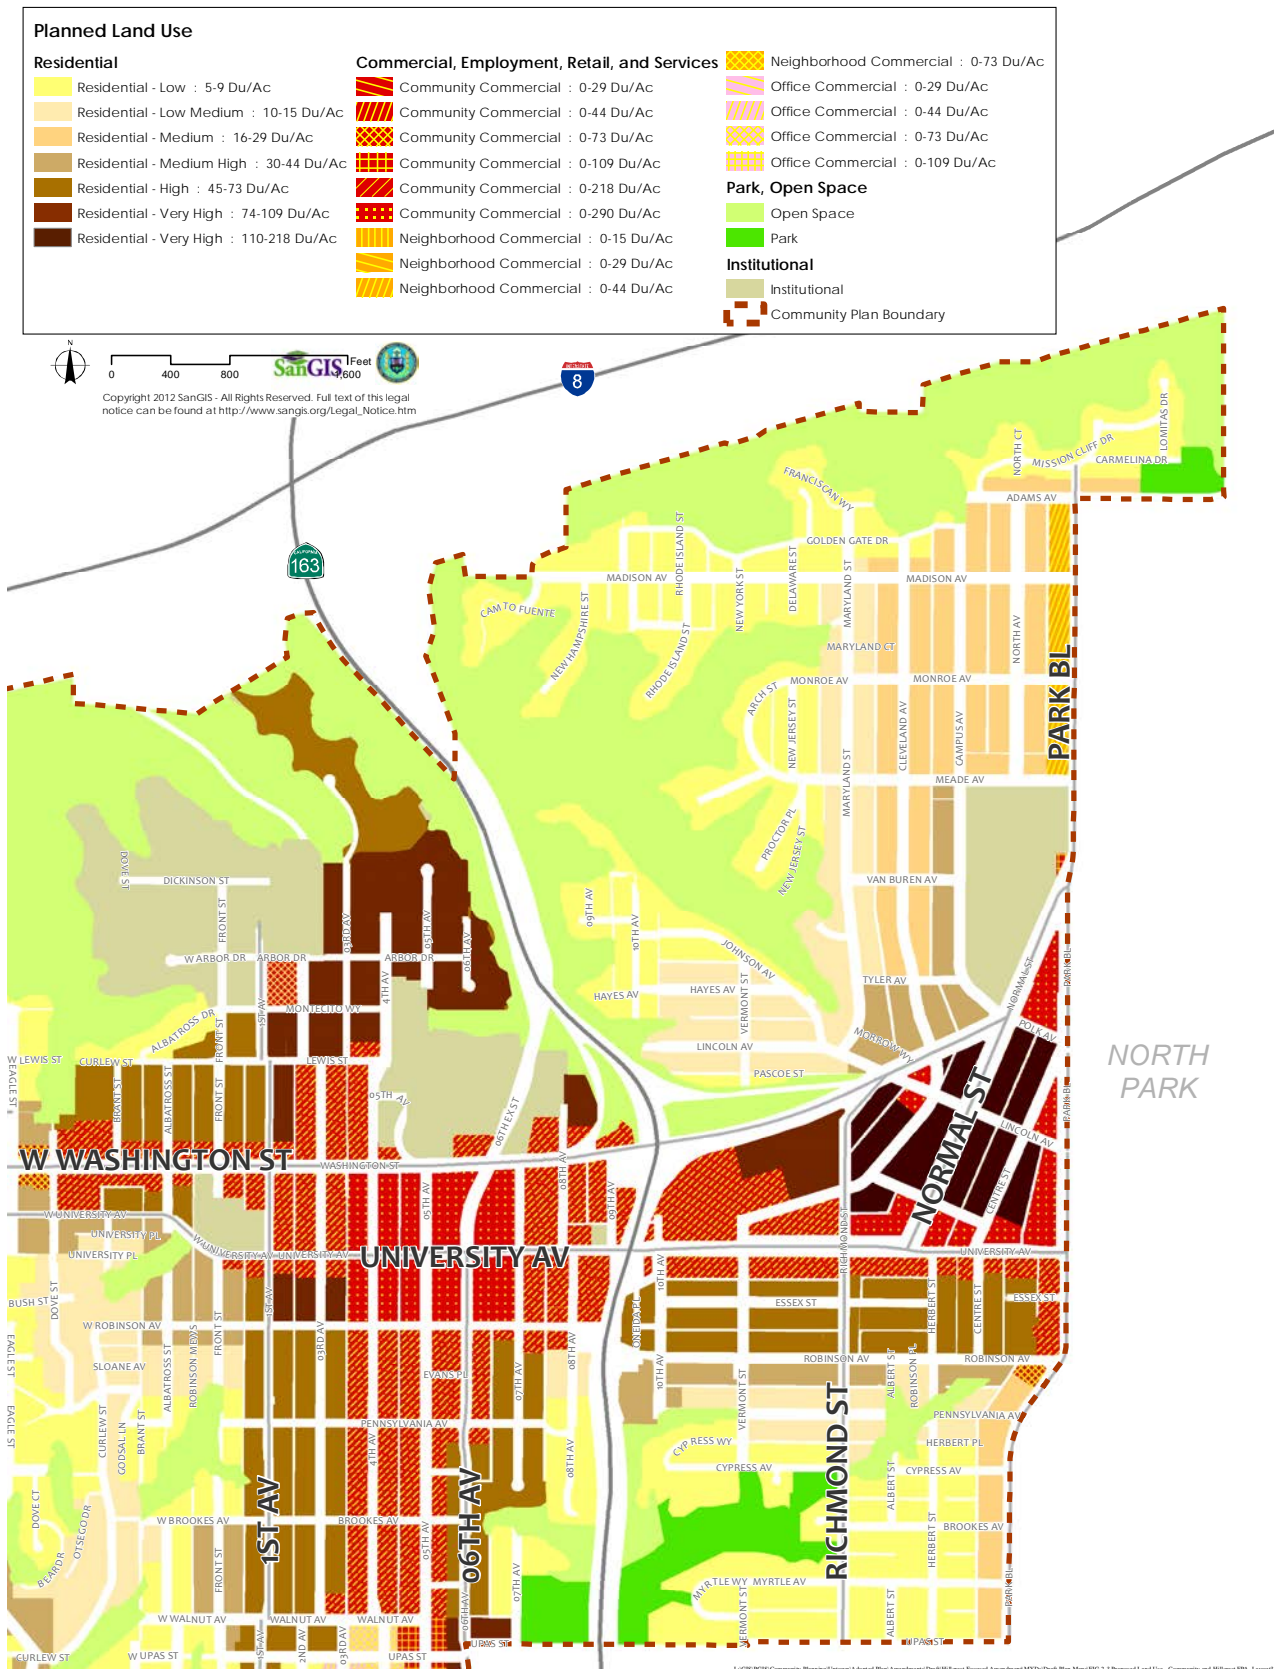 Planned Land Use
Residential
Residential - Low : 5-9 Du/Ac
Residential - Low Medium : 10-15 Du/Ac
Residential - Medium : 16-29 Du/Ac
Residential - Medium High : 30-44 Du/Ac
Residential - High : 45-73 Du/Ac
Residential - Very High : 74-109 Du/Ac
Residential - Very High : 110-218 Du/Ac
Commercial, Employment, Retail, and Services
Community Commercial : 0-29 Du/Ac
Community Commercial : 0-44 Du/Ac
Community Commercial : 0-73 Du/Ac
Community Commercial : 0-109 Du/Ac
Community Commercial : 0-218 Du/Ac
Community Commercial : 0-290 Du/Ac
Neighborhood Commercial : 0-15 Du/Ac
Neighborhood Commercial : 0-29 Du/Ac
Neighborhood Commercial : 0-44 Du/Ac
Neighborhood Commercial : 0-73 Du/Ac
Office Commercial : 0-29 Du/Ac
Office Commercial : 0-44 Du/Ac
Office Commercial : 0-73 Du/Ac
Office Commercial : 0-109 Du/Ac
Park, Open Space
Open Space
Park
Institutional
Institutional
Community Plan Boundary
N
0 400 800 1,600
Feet
SanGIS
Copyright 2012 SanGIS - All Rights Reserved. Full text of this legal
notice can be found at http://www.sangis.org/Legal_Notice.htm
8
CALIFORNIA
163
LOMITAS DR
NORTH CT
MISSION CLIFF DR
CARMELINA DR
ADAMS AV
FRANCISCAN WY
GOLDEN GATE DR
RHODE ISLAND ST
MADISON AV
NEW YORK ST
DELAWARE ST
MARYLAND ST
MADISON AV
CAM TO FUENTE
NEW HAMPSHIRE ST
RHODE ISLAND ST
MARYLAND CT
NORTH AV
PARK BL
ARCH ST
MONROE AV
MONROE AV
NEW JERSEY ST
CLEVELAND AV
CAMPUS AV
MARYLAND ST
MEADE AV
PROCTOR PL
NEW JERSEY ST
VAN BUREN AV
DOVE ST
DICKINSON ST
FRONT ST
03RD AV
05TH AV
06TH AV
09TH AV
10TH AV
JOHNSON AV
W ARBOR DR
ARBOR DR
ARBOR DR
4TH AV
TYLER AV
NORMAL ST
PARK BL
HAYES AV
HAYES AV
VERMONT ST
1ST AV
MONTECITO WY
ALBATROSS DR
FRONT ST
LINCOLN AV
MORROW WY
POLK AV
NORTH
PARK
W LEWIS ST
CURLEW ST
LEWIS ST
PASCOE ST
EAGLE ST
BRANT ST
ALBATROSS ST
FRONT ST
05TH AV
06TH EX ST
NORMAL ST
PARK BL
LINCOLN AV
W WASHINGTON ST
WASHINGTON ST
08TH AV
CENTRE ST
05TH AV
09TH AV
RICHMOND ST
W UNIVERSITY AV
UNIVERSITY PL
UNIVERSITY PL
W UNIVERSITY AV
UNIVERSITY AV
UNIVERSITY AV
UNIVERSITY AV
10TH AV
BUSH ST
DOVE ST
1ST AV
ONEIDA PL
ESSEX ST
HERBERT ST
CENTRE ST
ESSEX ST
W ROBINSON AV
ROBINSON MEWS
FRONT ST
03RD AV
08TH AV
EAGLE ST
SLOANE AV
ALBATROSS ST
EVANS PL
07TH AV
10TH AV
ROBINSON AV
ALBERT ST
ROBINSON PL
ROBINSON AV
VERMONT ST
RICHMOND ST
EAGLE ST
CURLEW ST
GODSAL LN
BRANT ST
PENNSYLVANIA AV
PENNSYLVANIA AV
4TH AV
08TH AV
CYPRESS WY
HERBERT PL
CYPRESS AV
CYPRESS AV
ALBERT ST
DOVE CT
OTSEGO DR
1ST AV
06TH AV
W BROOKES AV
BROOKES AV
05TH AV
HERBERT ST
BROOKES AV
BEAR DR
FRONT ST
07TH AV
MYRTLE WY
MYRTLE AV
VERMONT ST
ALBERT ST
PARK BL
W WALNUT AV
WALNUT AV
WALNUT AV
06TH AV
1ST AV
2ND AV
03RD AV
CURLEW ST
W UPAS ST
UPAS ST
UPAS ST
UPAS ST